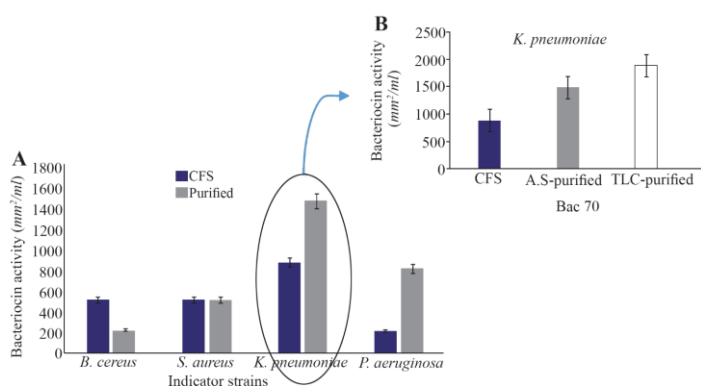 B
K. pneumoniae
Bacteriocin activity
(mm²/ml)
2500
2000
1500
1000
500
0
CFS A.S-purified TLC-purified
Bac 70
A
CFS
Purified
Bacteriocin activity (mm²/ml)
1800
1600
1400
1200
1000
800
600
400
200
0
B. cereus S. aureus K. pneumoniae P. aeruginosa
Indicator strains